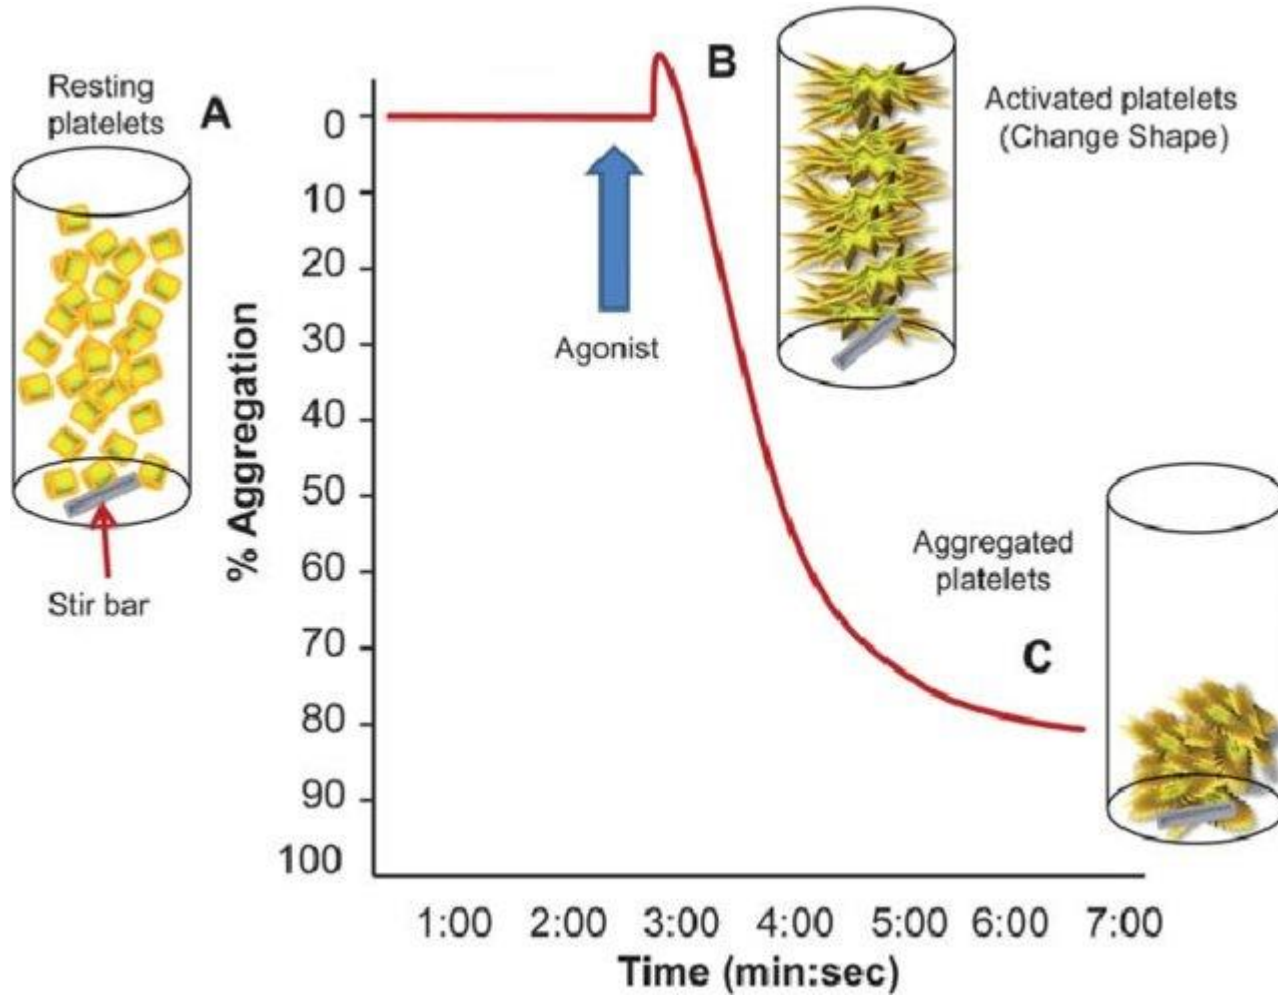 Resting
platelets
A
Stir bar
B
Activated platelets
(Change Shape)
Agonist
Aggregated
platelets
C
% Aggregation
0
10
20
30
40
50
60
70
80
90
100
1:00 2:00 3:00 4:00 5:00 6:00 7:00
Time (min:sec)